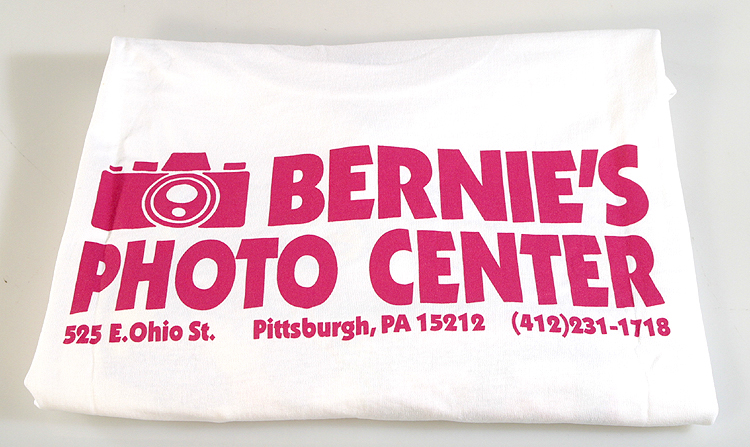 BERNIE'S
PHOTO CENTER
525 E.Ohio St. Pittsburgh, PA 15212 (412)231-1718